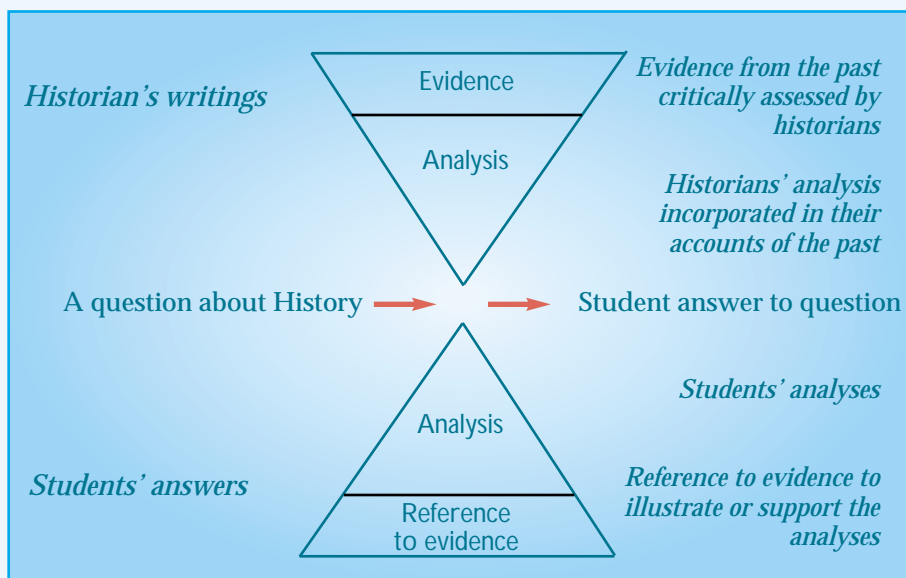 Historian's writings
Evidence
Analysis
Evidence from the past
critically assessed by
historians
Historians' analysis
incorporated in their
accounts of the past
A question about History
Student answer to question
Students' answers
Analysis
Reference
to evidence
Students' analyses
Reference to evidence to
illustrate or support the
analyses